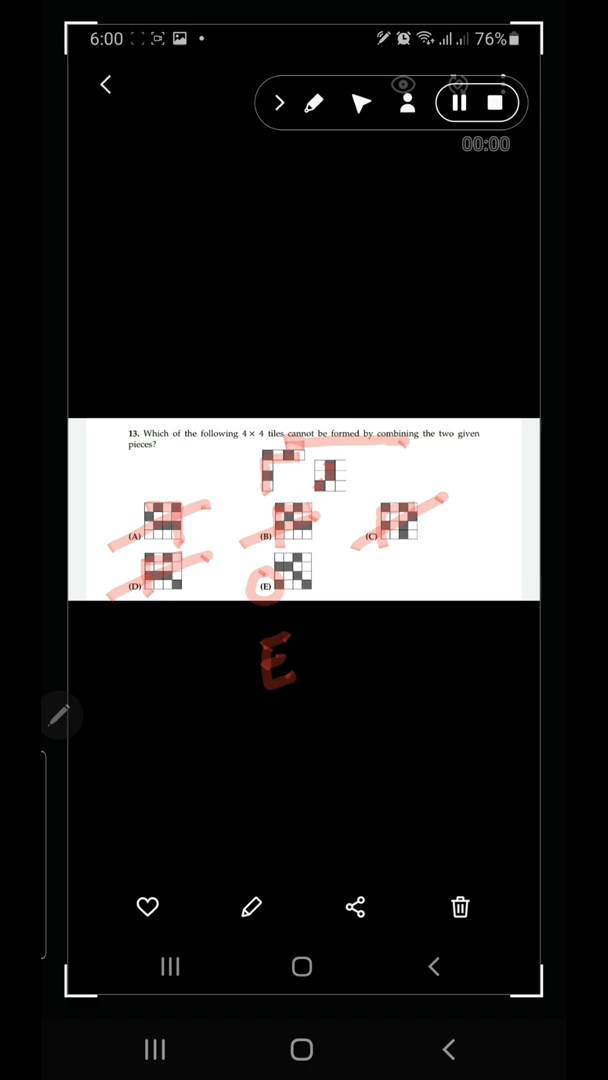 6:00
76%
00:00
13. Which of the following 4 × 4 tiles cannot be formed by combining the two given
pieces?
(A) (B) (C)
(D) (E)
E